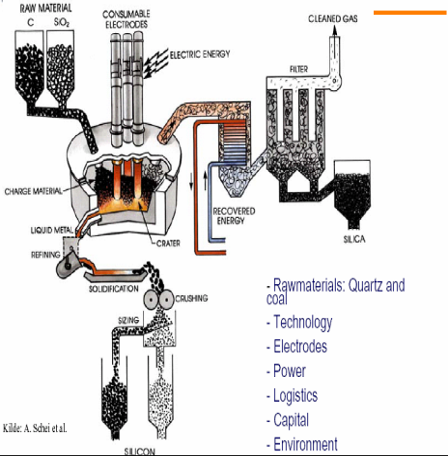 RAW MATERIAL
C
SiO₂
CONSUMABLE
ELECTRODES
ELECTRIC ENERGY
CLEANED GAS
FILTER
CHARGE MATERIAL
LIQUID METAL
CRATER
RECOVERED
ENERGY
SILICA
REFINING
SOLIDIFICATION
CRUSHING
SIZING
- Rawmaterials: Quartz and
coal
- Technology
- Electrodes
- Power
- Logistics
- Capital
- Environment
Kilde: A. Schei et al.
SILICON